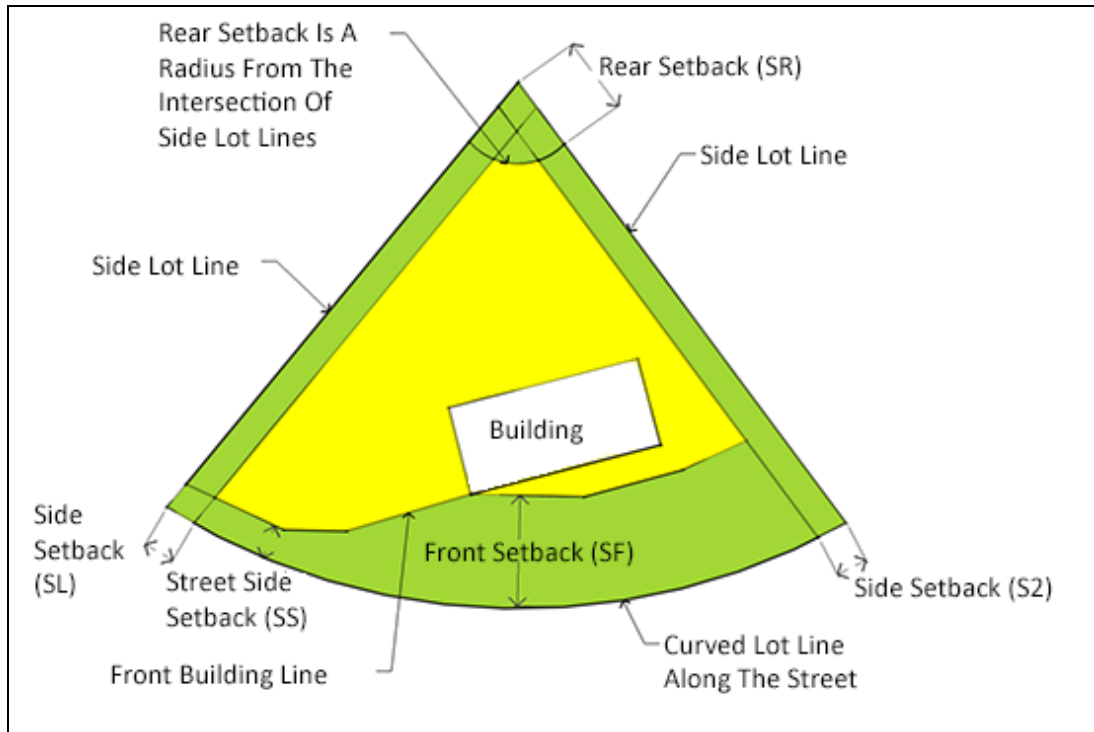 Rear Setback Is A
Radius From The
Intersection Of
Side Lot Lines
Rear Setback (SR)
Side Lot Line
Side Lot Line
Building
Side
Setback
(SL)
Street Side
Setback (SS)
Front Setback (SF)
Side Setback (S2)
Front Building Line
Curved Lot Line
Along The Street